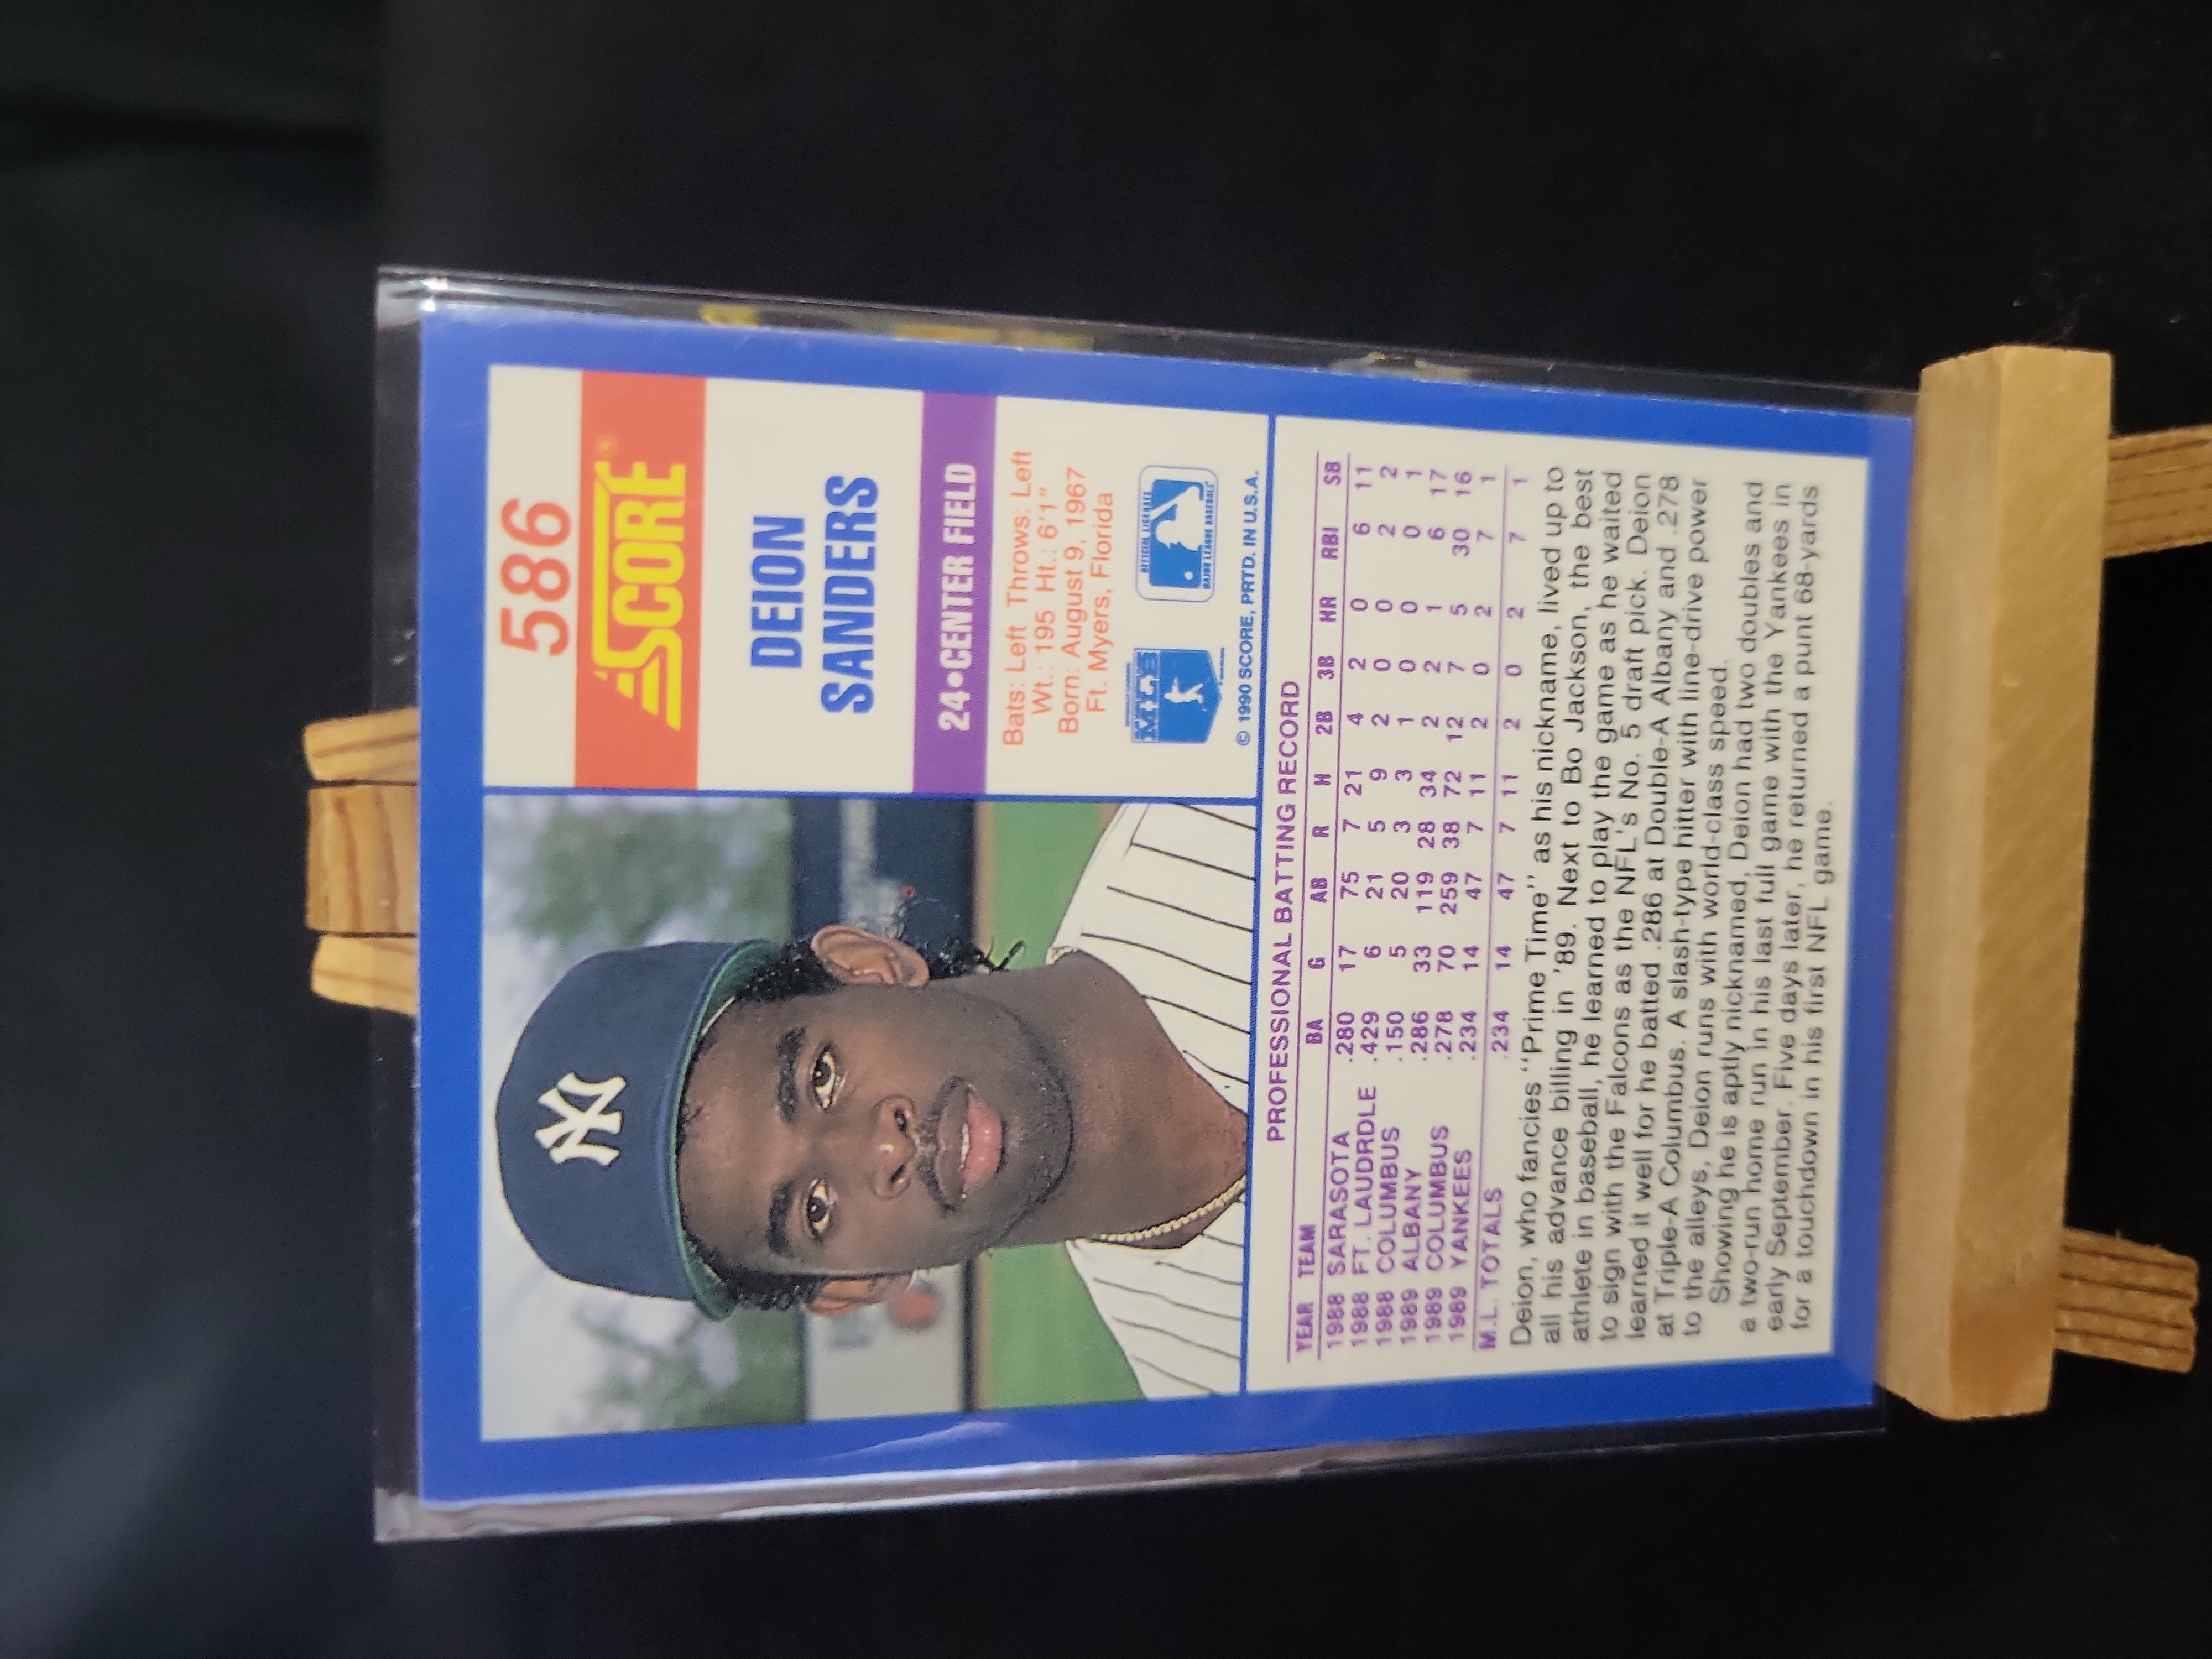 586
SCORE®
DEION
SANDERS
24•CENTER FIELD
Bats: Left Throws: Left
Wt.: 195 Ht.: 6'1"
Born: August 9, 1967
Ft. Myers, Florida
OFFICIAL LICENSEE
MAJOR LEAGUE BASEBALL
© 1990 SCORE, PRTD. IN U.S.A.
NY
PROFESSIONAL BATTING RECORD
YEAR TEAM BA G AB R H 2B 3B HR RBI SB
1988 SARASOTA .280 17 75 7 21 4 2 0 6 11
1988 FT. LAUDRDLE .429 6 21 5 9 2 0 0 2 2
1988 COLUMBUS .150 5 20 3 3 1 0 0 0 1
1989 ALBANY .286 33 119 28 34 2 2 1 6 17
1989 COLUMBUS .278 70 259 38 72 12 7 5 30 16
1989 YANKEES .234 14 47 7 11 2 0 2 7 1
M.L. TOTALS .234 14 47 7 11 2 0 2 7 1
Deion, who fancies "Prime Time" as his nickname, lived up to
all his advance billing in '89. Next to Bo Jackson, the best
athlete in baseball, he learned to play the game as he waited
to sign with the Falcons as the NFL's No. 5 draft pick. Deion
learned it well for he batted .286 at Double-A Albany and .278
at Triple-A Columbus. A slash-type hitter with line-drive power
to the alleys, Deion runs with world-class speed.
Showing he is aptly nicknamed, Deion had two doubles and
a two-run home run in his last full game with the Yankees in
early September. Five days later, he returned a punt 68-yards
for a touchdown in his first NFL game.